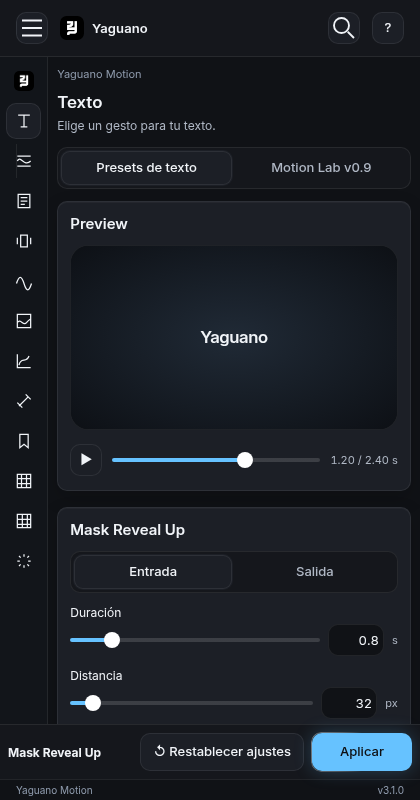 Yaguano
?
Yaguano Motion
Texto
Elige un gesto para tu texto.
Presets de texto
Motion Lab v0.9
Preview
Yaguano
1.20 / 2.40 s
Mask Reveal Up
Entrada
Salida
Duración
0.8 s
Distancia
32 px
Mask Reveal Up
Restablecer ajustes
Aplicar
Yaguano Motion
v3.1.0